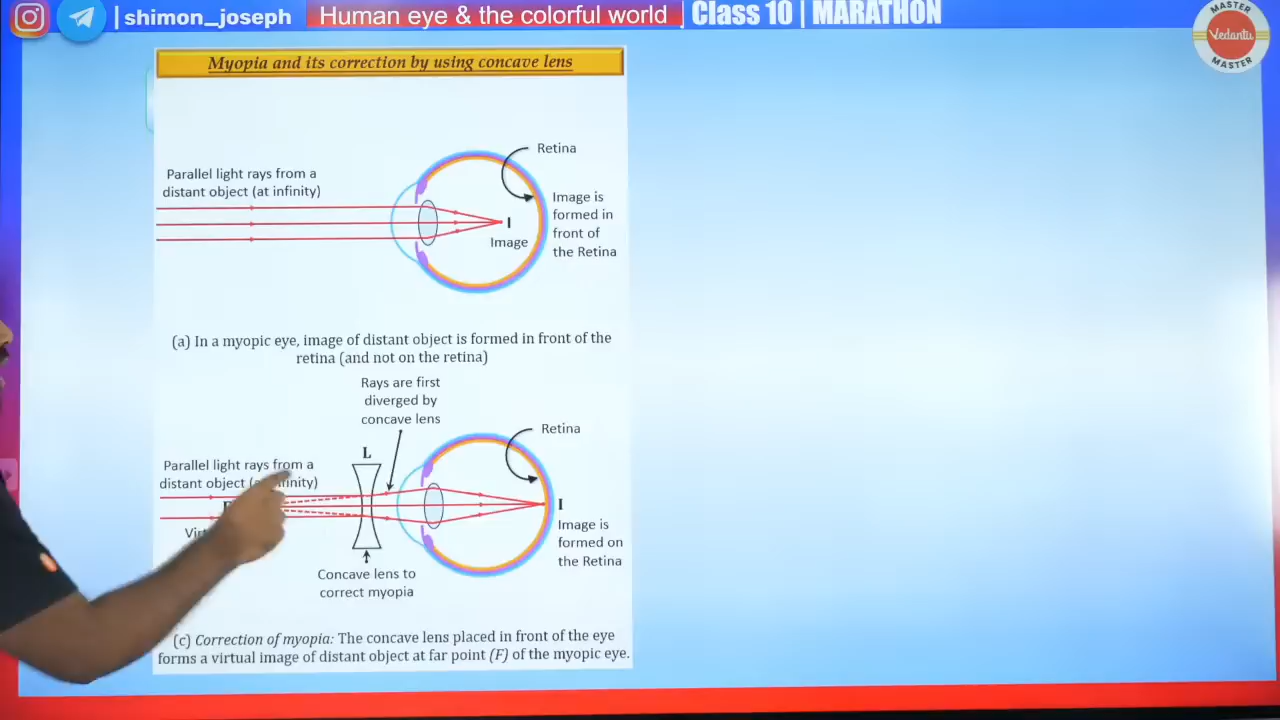 shimon_joseph
Human eye & the colorful world
Class 10 | MARATHON
MASTER
Vedantu
MASTER
Myopia and its correction by using concave lens
Retina
Parallel light rays from a
distant object (at infinity)
Image is
formed in
front of
the Retina
I
Image
(a) In a myopic eye, image of distant object is formed in front of the
retina (and not on the retina)
Rays are first
diverged by
concave lens
Retina
L
Parallel light rays from a
distant object
I
Image is
formed on
the Retina
Concave lens to
correct myopia
(c) Correction of myopia: The concave lens placed in front of the eye
forms a virtual image of distant object at far point (F) of the myopic eye.